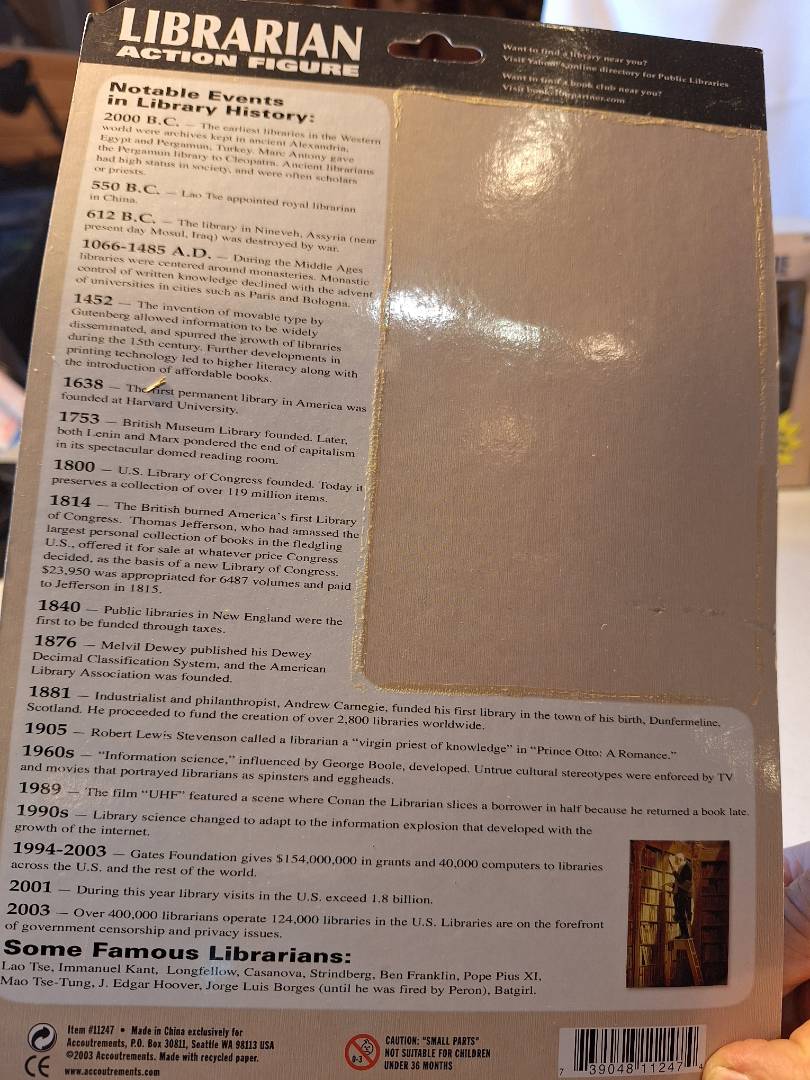 LIBRARIAN
ACTION FIGURE
Want to find a library near you?
Visit Yahoo's online directory for Public Libraries
Want to find a book club near you?
Visit
Notable Events
in Library History:
2000 B.C. — The earliest libraries in the Western
world were archives kept in ancient Alexandria,
Egypt and Pergamun, Turkey. Marc Antony gave
the Pergamun library to Cleopatra. Ancient librarians
had high status in society, and were often scholars
or priests.
550 B.C. — Lao Tse appointed royal librarian
in China.
612 B.C. — The library in Nineveh, Assyria (near
present day Mosul, Iraq) was destroyed by war.
1066-1485 A.D. — During the Middle Ages
libraries were centered around monasteries. Monastic
control of written knowledge declined with the advent
of universities in cities such as Paris and Bologna.
1452 — The invention of movable type by
Gutenberg allowed information to be widely
disseminated, and spurred the growth of libraries
during the 15th century. Further developments in
printing technology led to higher literacy along with
the introduction of affordable books.
1638 — The first permanent library in America was
founded at Harvard University.
1753 — British Museum Library founded. Later,
both Lenin and Marx pondered the end of capitalism
in its spectacular domed reading room.
1800 — U.S. Library of Congress founded. Today it
preserves a collection of over 119 million items.
1814 — The British burned America's first Library
of Congress. Thomas Jefferson, who had amassed the
largest personal collection of books in the fledgling
U.S., offered it for sale at whatever price Congress
decided, as the basis of a new Library of Congress.
$23,950 was appropriated for 6487 volumes and paid
to Jefferson in 1815.
1840 — Public libraries in New England were the
first to be funded through taxes.
1876 — Melvil Dewey published his Dewey
Decimal Classification System, and the American
Library Association was founded.
1881 — Industrialist and philanthropist, Andrew Carnegie, funded his first library in the town of his birth, Dunfermeline,
Scotland. He proceeded to fund the creation of over 2,800 libraries worldwide.
1905 — Robert Lewis Stevenson called a librarian a "virgin priest of knowledge" in "Prince Otto: A Romance."
1960s — "Information science," influenced by George Boole, developed. Untrue cultural stereotypes were enforced by TV
and movies that portrayed librarians as spinsters and eggheads.
1989 — The film "UHF" featured a scene where Conan the Librarian slices a borrower in half because he returned a book late.
1990s — Library science changed to adapt to the information explosion that developed with the
growth of the internet.
1994-2003 — Gates Foundation gives $154,000,000 in grants and 40,000 computers to libraries
across the U.S. and the rest of the world.
2001 — During this year library visits in the U.S. exceed 1.8 billion.
2003 — Over 400,000 librarians operate 124,000 libraries in the U.S. Libraries are on the forefront
of government censorship and privacy issues.
Some Famous Librarians:
Lao Tse, Immanuel Kant, Longfellow, Casanova, Strindberg, Ben Franklin, Pope Pius XI,
Mao Tse-Tung, J. Edgar Hoover, Jorge Luis Borges (until he was fired by Peron), Batgirl.
Item #11247 • Made in China exclusively for
Accoutrements, P.O. Box 30811, Seattle WA 98113 USA
©2003 Accoutrements. Made with recycled paper.
www.accoutrements.com
CE
0-3
CAUTION: "SMALL PARTS"
NOT SUITABLE FOR CHILDREN
UNDER 36 MONTHS
7 39048 11247 4